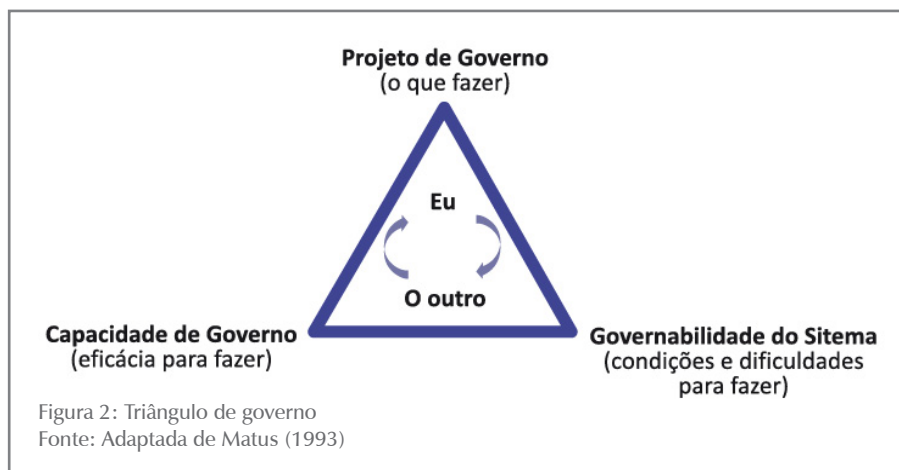 Projeto de Governo
(o que fazer)
Eu
O outro
Capacidade de Governo
(eficácia para fazer)
Governabilidade do Sitema
(condições e dificuldades
para fazer)
Figura 2: Triângulo de governo
Fonte: Adaptada de Matus (1993)